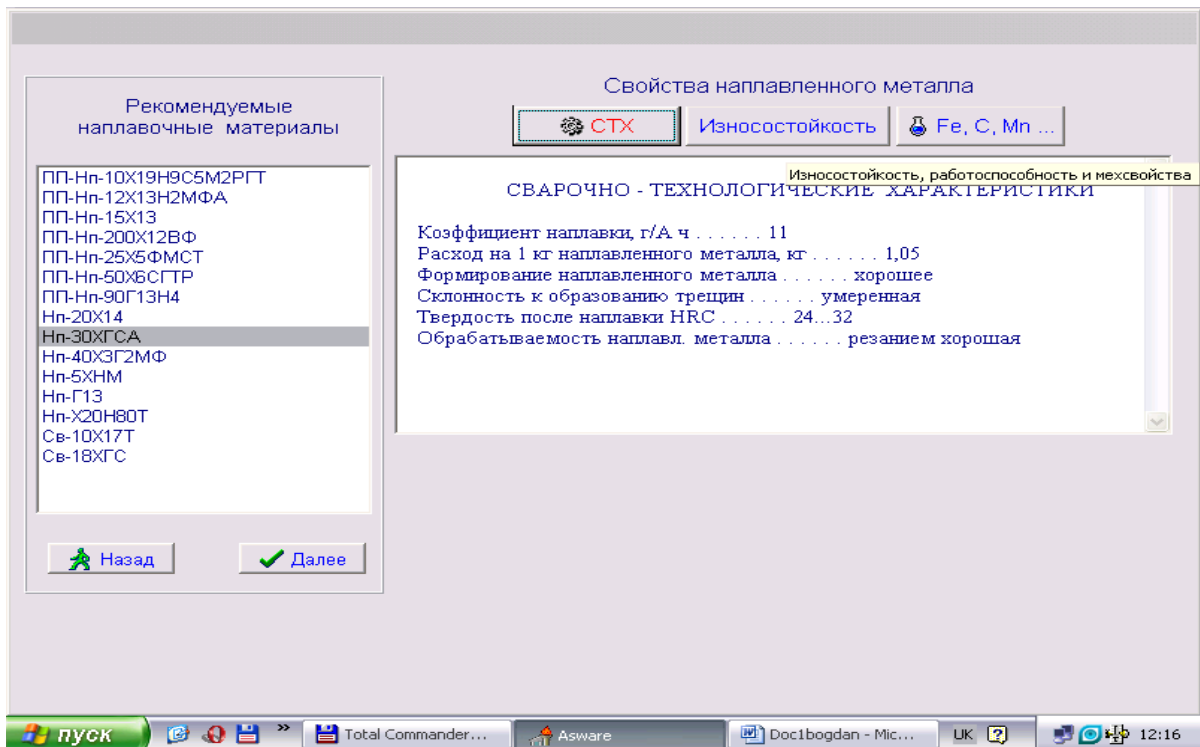 Рекомендуемые
наплавочные материалы
ПП-Нп-10Х19Н9С5М2РГТ
ПП-Нп-12Х13Н2МФА
ПП-Нп-15Х13
ПП-Нп-200Х12ВФ
ПП-Нп-25Х5ФМСТ
ПП-Нп-50Х6СГТР
ПП-Нп-90Г13Н4
Нп-20Х14
Нп-30ХГСА
Нп-40Х3Г2МФ
Нп-5ХНМ
Нп-Г13
Нп-Х20Н80Т
Св-10Х17Т
Св-18ХГС
Назад
Далее
Свойства наплавленного металла
СТХ
Износостойкость
Fe, C, Mn ...
Износостойкость, работоспособность и мехсвойства
СВАРОЧНО - ТЕХНОЛОГИЧЕСКИЕ ХАРАКТЕРИСТИКИ
Коэффициент наплавки, г/А ч . . . . . . 11
Расход на 1 кг наплавленного металла, кг . . . . . . 1,05
Формирование наплавленного металла . . . . . . хорошее
Склонность к образованию трещин . . . . . . умеренная
Твердость после наплавки HRC . . . . . . 24...32
Обрабатываемость наплавл. металла . . . . . . резанием хорошая
пуск
»
Total Commander...
Asware
Doc1bogdan - Mic...
UK
?
12:16